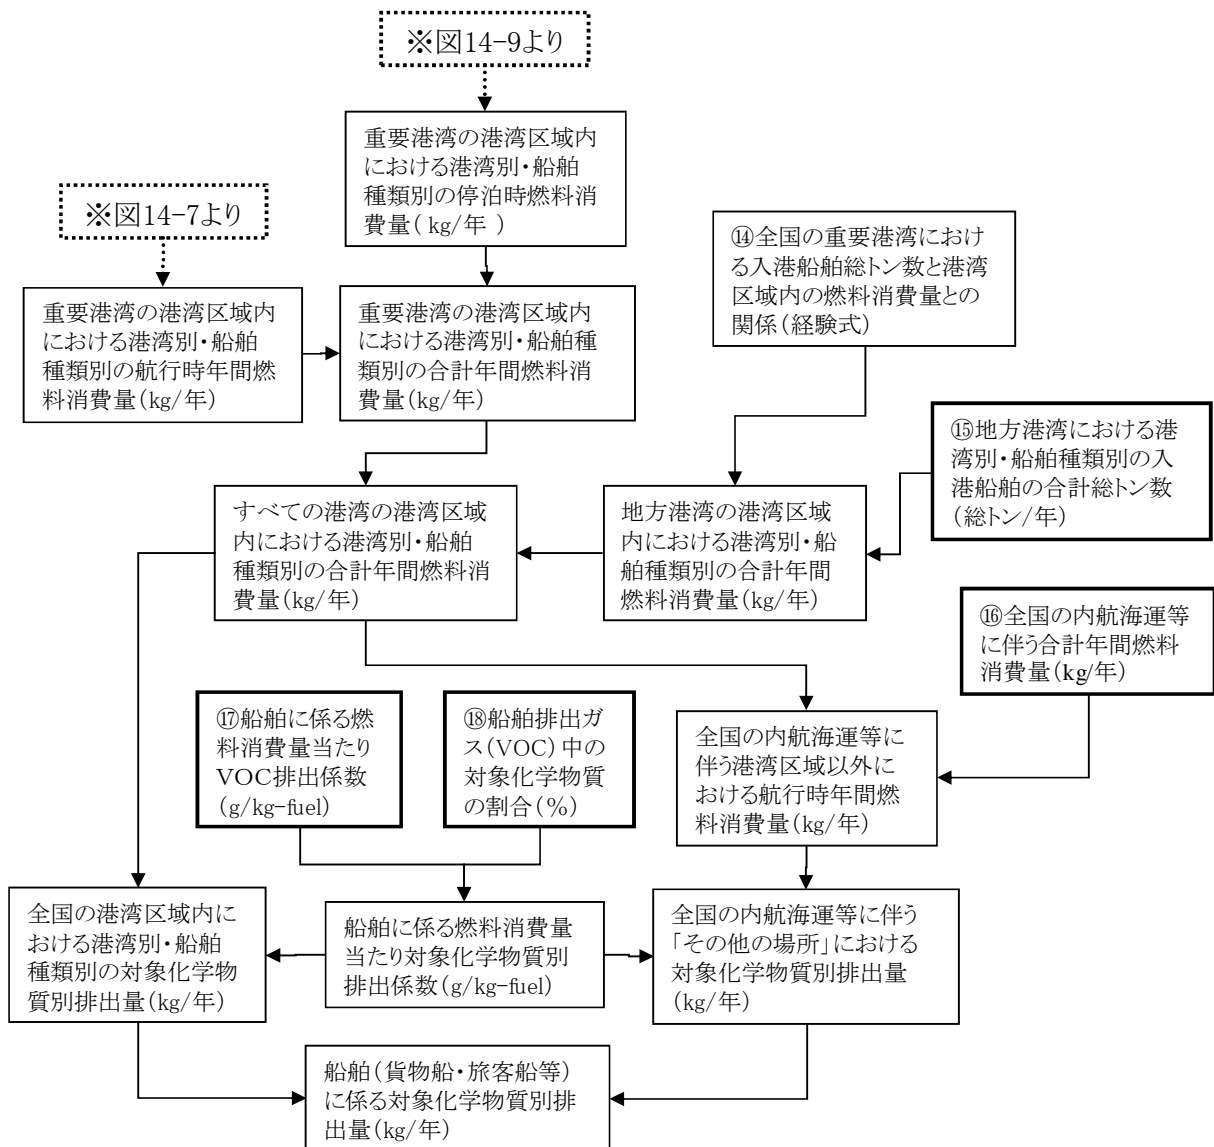 ※図14-9より
重要港湾の港湾区域内
における港湾別・船舶
種類別の停泊時燃料消
費量( kg/年 )
※図14-7より
⑭全国の重要港湾におけ
る入港船舶総トン数と港湾
区域内の燃料消費量との
関係(経験式)
重要港湾の港湾区域内
における港湾別・船舶
種類別の航行時年間燃
料消費量(kg/年)
重要港湾の港湾区域内
における港湾別・船舶種
類別の合計年間燃料消
費量(kg/年)
⑮地方港湾における港
湾別・船舶種類別の入
港船舶の合計総トン数
(総トン/年)
すべての港湾の港湾区域
内における港湾別・船舶
種類別の合計年間燃料消
費量(kg/年)
地方港湾の港湾区域
内における港湾別・船
舶種類別の合計年間
燃料消費量(kg/年)
⑯全国の内航海運等
に伴う合計年間燃料
消費量(kg/年)
⑰船舶に係る燃
料消費量当たり
VOC排出係数
(g/kg-fuel)
⑱船舶排出ガ
ス(VOC)中の
対象化学物質
の割合(%)
全国の内航海運等に
伴う港湾区域以外に
おける航行時年間燃
料消費量(kg/年)
全国の港湾区域内に
おける港湾別・船舶
種類別の対象化学物
質別排出量(kg/年)
船舶に係る燃料消費量
当たり対象化学物質別
排出係数(g/kg-fuel)
全国の内航海運等に伴う
「その他の場所」における
対象化学物質別排出量
(kg/年)
船舶(貨物船・旅客船等)
に係る対象化学物質別排
出量(kg/年)